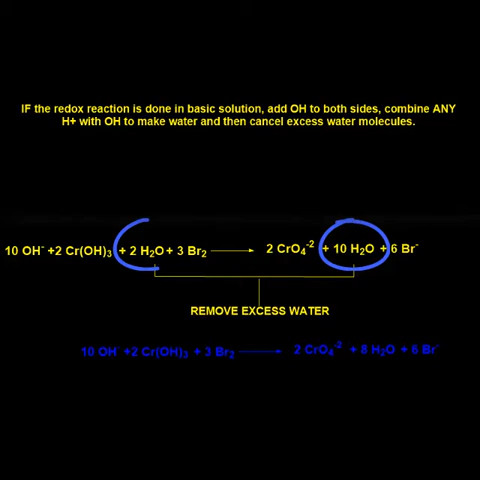 IF the redox reaction is done in basic solution, add OH to both sides, combine ANY
H+ with OH to make water and then cancel excess water molecules.
10 OH⁻ +2 Cr(OH)₃ + 2 H₂O + 3 Br₂ ⟶ 2 CrO₄⁻² + 10 H₂O + 6 Br⁻
REMOVE EXCESS WATER
10 OH⁻ +2 Cr(OH)₃ + 3 Br₂ ⟶ 2 CrO₄⁻² + 8 H₂O + 6 Br⁻